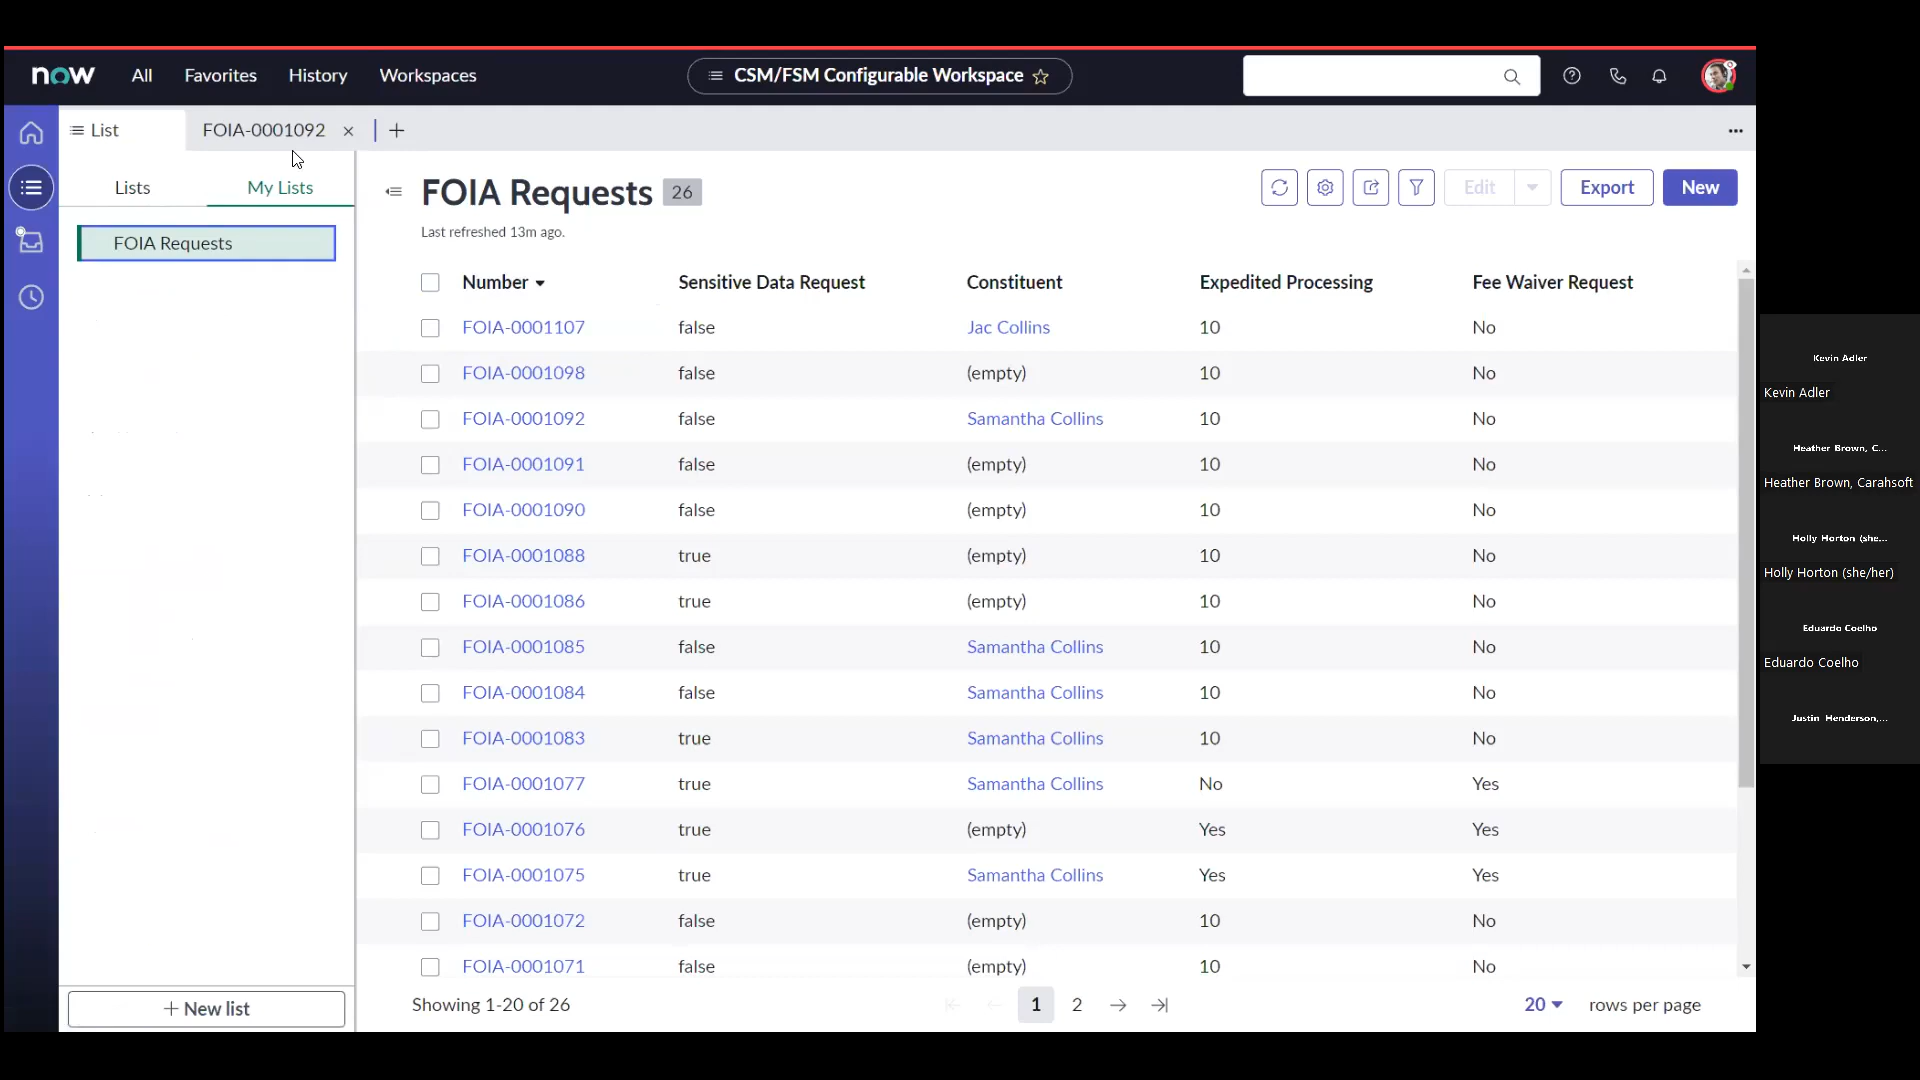 now All Favorites History Workspaces CSM/FSM Configurable Workspace
List FOIA-0001092
Lists My Lists
FOIA Requests
+ New list
FOIA Requests 26
Last refreshed 13m ago.
Edit Export New
Number Sensitive Data Request Constituent Expedited Processing Fee Waiver Request
FOIA-0001107 false Jac Collins 10 No
FOIA-0001098 false (empty) 10 No
FOIA-0001092 false Samantha Collins 10 No
FOIA-0001091 false (empty) 10 No
FOIA-0001090 false (empty) 10 No
FOIA-0001088 true (empty) 10 No
FOIA-0001086 true (empty) 10 No
FOIA-0001085 false Samantha Collins 10 No
FOIA-0001084 false Samantha Collins 10 No
FOIA-0001083 true Samantha Collins 10 No
FOIA-0001077 true Samantha Collins No Yes
FOIA-0001076 true (empty) Yes Yes
FOIA-0001075 true Samantha Collins Yes Yes
FOIA-0001072 false (empty) 10 No
FOIA-0001071 false (empty) 10 No
Showing 1-20 of 26 1 2 20 rows per page
Kevin Adler
Kevin Adler
Heather Brown, C...
Heather Brown, Carahsoft
Holly Horton (she...
Holly Horton (she/her)
Eduardo Coelho
Eduardo Coelho
Justin Henderson,...